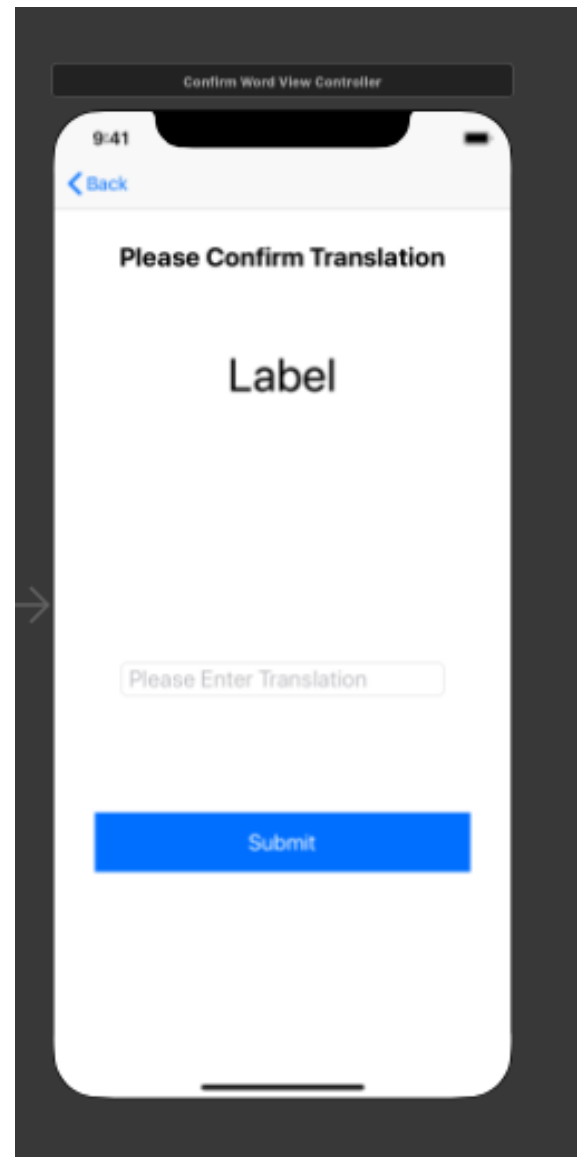 Confirm Word View Controller
9:41
Back
Please Confirm Translation
Label
Please Enter Translation
Submit